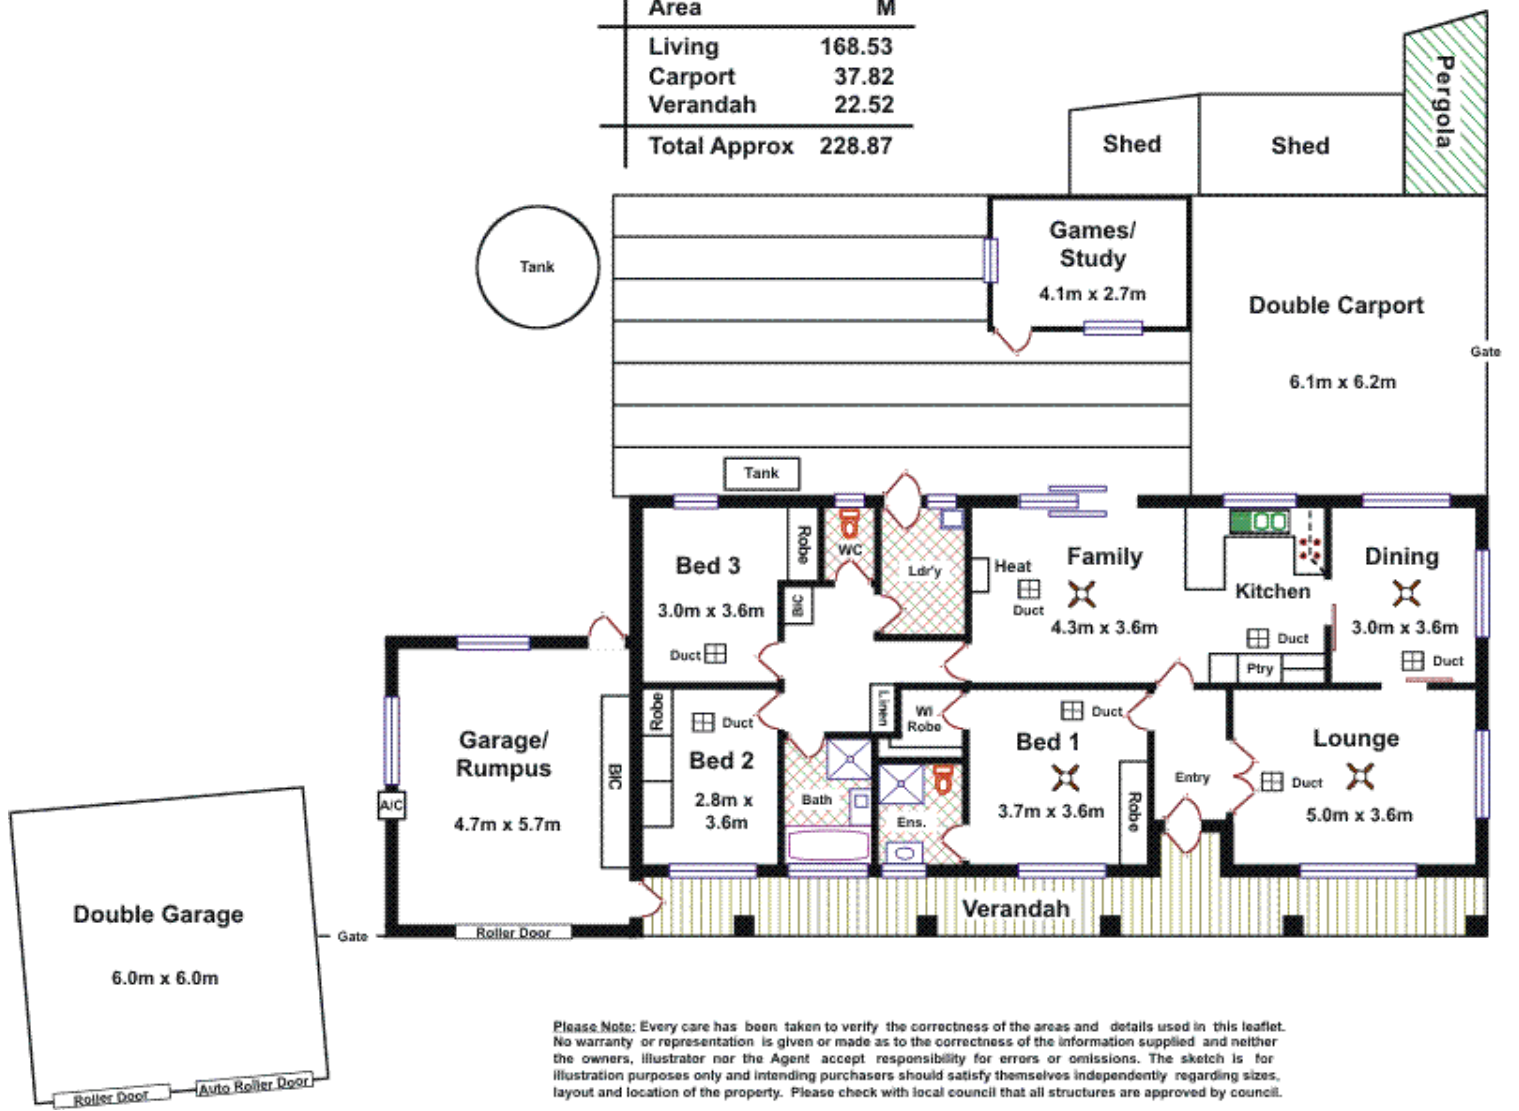 Area M
Living 168.53
Carport 37.82
Verandah 22.52
Total Approx 228.87
Pergola
Shed
Shed
Tank
Games/
Study
4.1m x 2.7m
Double Carport
6.1m x 6.2m
Gate
Tank
Bed 3
3.0m x 3.6m
Duct
Robe
WC
BIC
Ldr'y
Heat
Duct
Family
4.3m x 3.6m
Kitchen
Duct
Ptry
Dining
3.0m x 3.6m
Duct
Garage/
Rumpus
4.7m x 5.7m
BIC
A/C
Roller Door
Robe
Duct
Bed 2
2.8m x
3.6m
Linen
WI
Robe
Bath
Ens.
Duct
Bed 1
3.7m x 3.6m
Robe
Entry
Lounge
Duct
5.0m x 3.6m
Verandah
Double Garage
6.0m x 6.0m
Gate
Roller Door
Auto Roller Door
Please Note: Every care has been taken to verify the correctness of the areas and details used in this leaflet.
No warranty or representation is given or made as to the correctness of the information supplied and neither
the owners, illustrator nor the Agent accept responsibility for errors or omissions. The sketch is for
illustration purposes only and intending purchasers should satisfy themselves independently regarding sizes,
layout and location of the property. Please check with local council that all structures are approved by council.